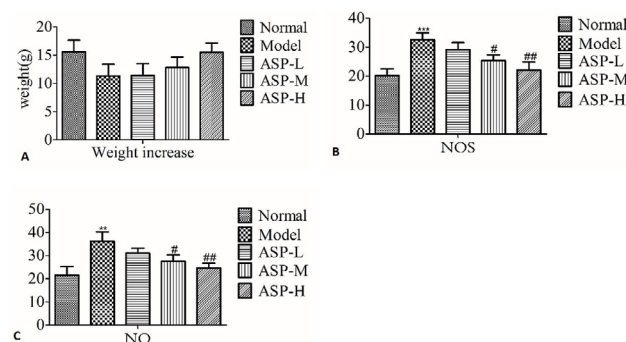 20
15
10
5
0
weight(g)
Weight increase
Normal
Model
ASP-L
ASP-M
ASP-H
A
40
30
20
10
0
***
#
##
NOS
Normal
Model
ASP-L
ASP-M
ASP-H
B
50
40
30
20
10
0
**
#
##
NO
Normal
Model
ASP-L
ASP-M
ASP-H
C